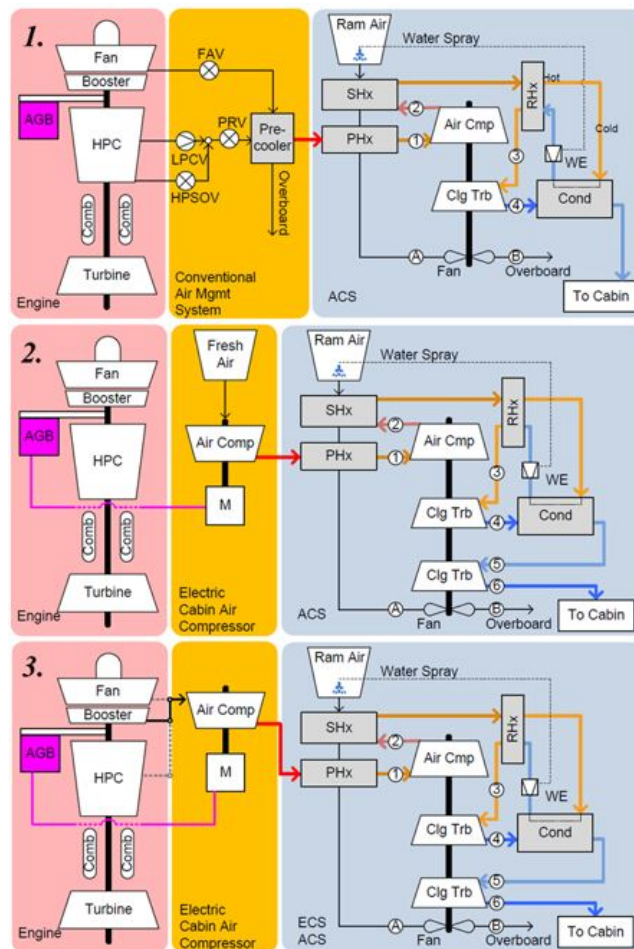 1.
Fan
Booster
AGB
HPC
Comb
Comb
Turbine
Engine
FAV
PRV
LPCV
HPSOV
Pre-
cooler
Overboard
Conventional
Air Mgmt
System
Ram Air
Water Spray
SHx
PHx
2
1
Air Cmp
RHx
Hot
Cold
3
WE
Clg Trb
4
Cond
A
Fan
B
Overboard
ACS
To Cabin
2.
Fan
Booster
AGB
HPC
Comb
Comb
Turbine
Engine
Fresh
Air
Air Comp
M
Electric
Cabin Air
Compressor
Ram Air
Water Spray
SHx
PHx
2
1
Air Cmp
RHx
3
WE
Clg Trb
4
Cond
5
Clg Trb
6
A
Fan
B
Overboard
ACS
To Cabin
3.
Fan
Booster
AGB
HPC
Comb
Comb
Turbine
Engine
Air Comp
M
Electric
Cabin Air
Compressor
Ram Air
Water Spray
SHx
PHx
2
1
Air Cmp
RHx
3
WE
Clg Trb
4
Cond
5
Clg Trb
6
ECS
ACS
A
Fan
B
Overboard
To Cabin